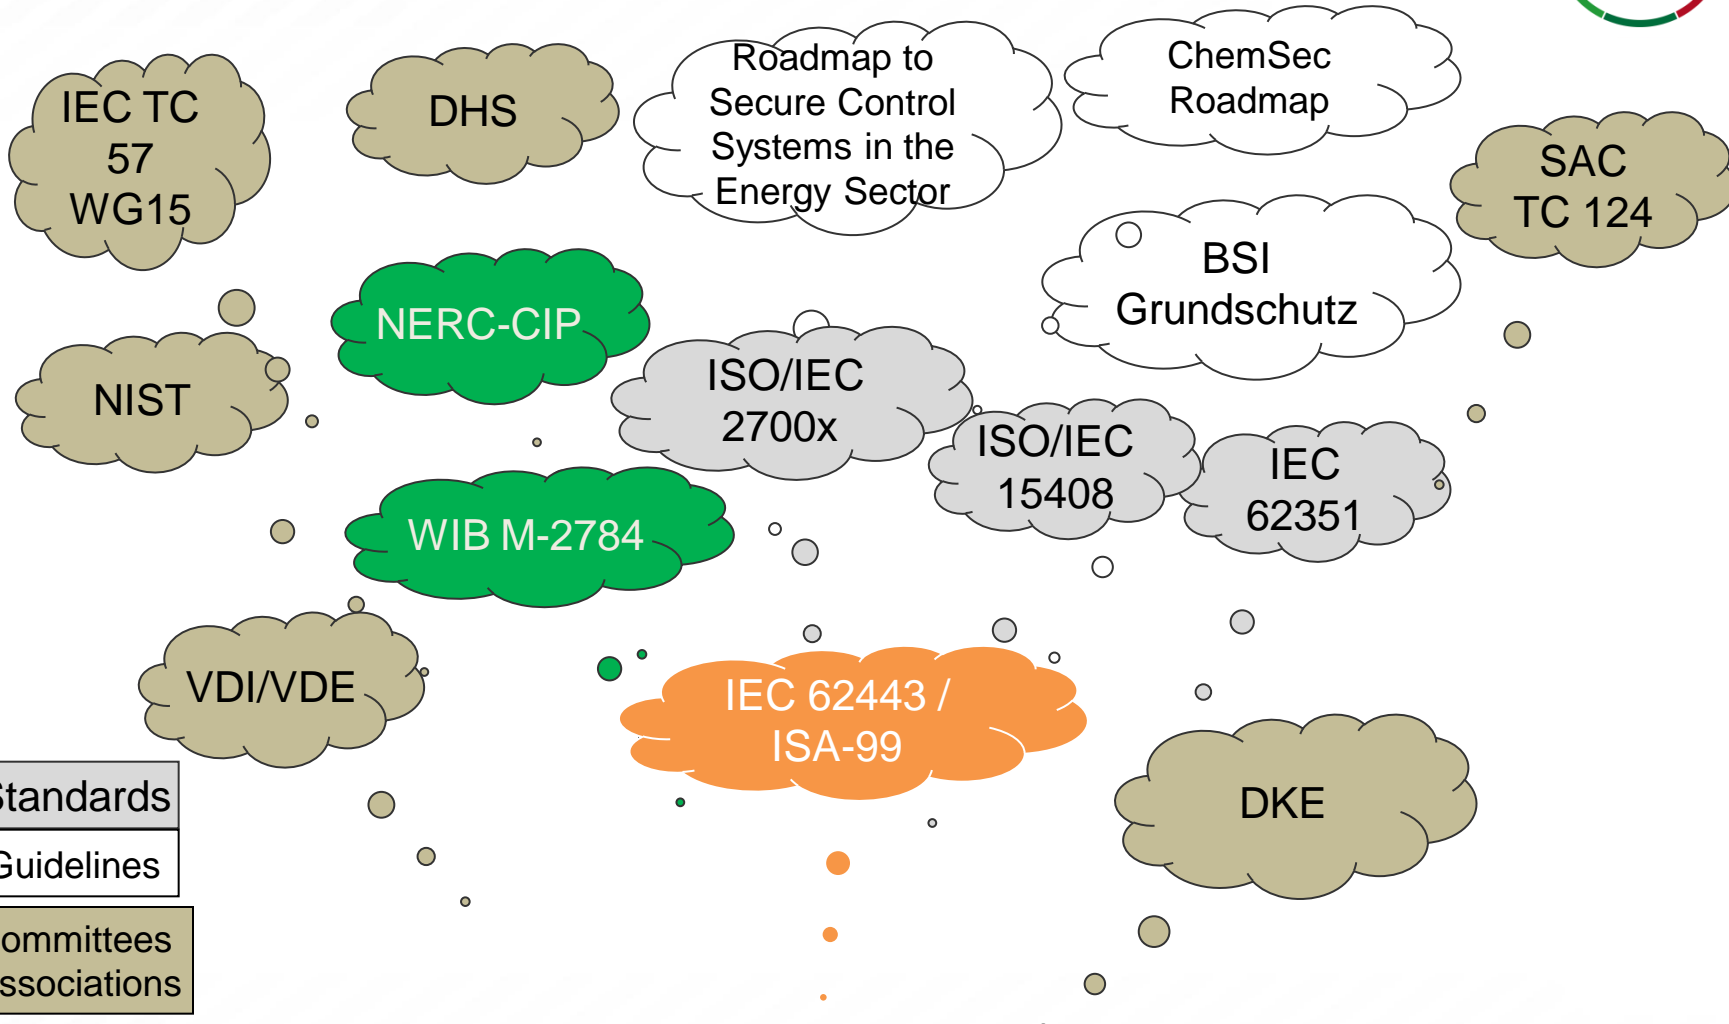 IEC TC
57
WG15
DHS
Roadmap to
Secure Control
Systems in the
Energy Sector
ChemSec
Roadmap
SAC
TC 124
NERC-CIP
BSI
Grundschutz
NIST
ISO/IEC
2700x
ISO/IEC
15408
IEC
62351
WIB M-2784
VDI/VDE
IEC 62443 /
ISA-99
DKE
Standards
Guidelines
ommittees
ssociations